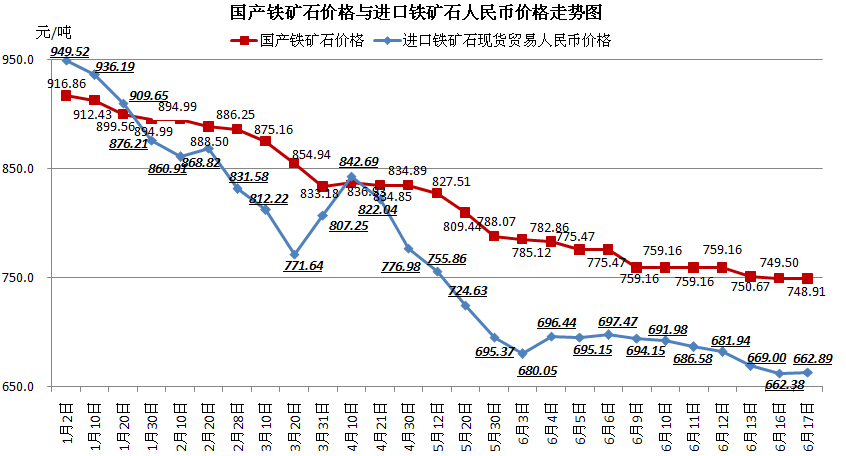 国产铁矿石价格与进口铁矿石人民币价格走势图
元/吨
国产铁矿石价格 进口铁矿石现货贸易人民币价格
950.0
850.0
750.0
650.0
916.86
912.43
899.56
894.99
894.99
888.50
886.25
875.16
854.94
833.18
836.93
834.85
834.89
827.51
809.44
788.07
785.12
782.86
775.47
775.47
759.16
759.16
759.16
759.16
750.67
749.50
748.91
949.52
936.19
909.65
876.21
860.91
868.82
831.58
812.22
771.64
807.25
842.69
822.04
776.98
755.86
724.63
695.37
680.05
696.44
695.15
697.47
694.15
691.98
686.58
681.94
669.00
662.38
662.89
1月2日
1月10日
1月20日
1月30日
2月10日
2月20日
2月28日
3月10日
3月20日
3月31日
4月10日
4月21日
4月30日
5月12日
5月20日
5月30日
6月3日
6月4日
6月5日
6月6日
6月9日
6月10日
6月11日
6月12日
6月13日
6月16日
6月17日